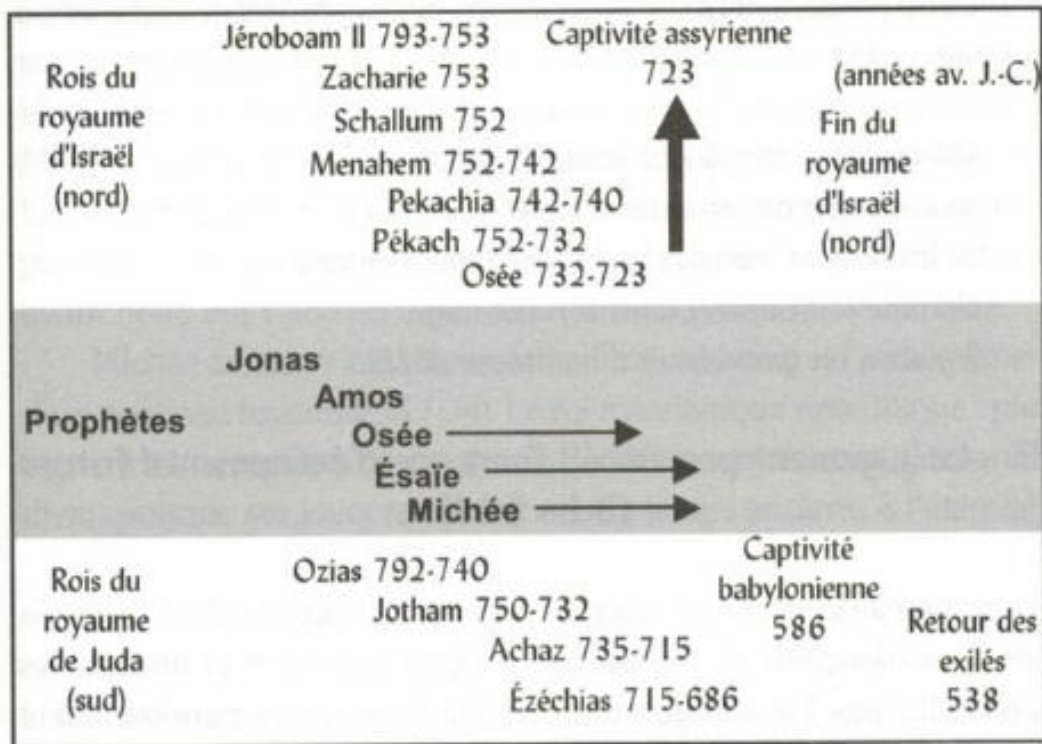 Jéroboam II 793-753
Captivité assyrienne
723
(années av. J.-C.)
Rois du
royaume
d'Israël
(nord)
Zacharie 753
Schallum 752
Menahem 752-742
Pekachia 742-740
Pékach 752-732
Osée 732-723
Fin du
royaume
d'Israël
(nord)
Prophètes
Jonas
Amos
Osée
Ésaïe
Michée
Rois du
royaume
de Juda
(sud)
Ozias 792-740
Jotham 750-732
Achaz 735-715
Ézéchias 715-686
Captivité
babylonienne
586
Retour des
exilés
538